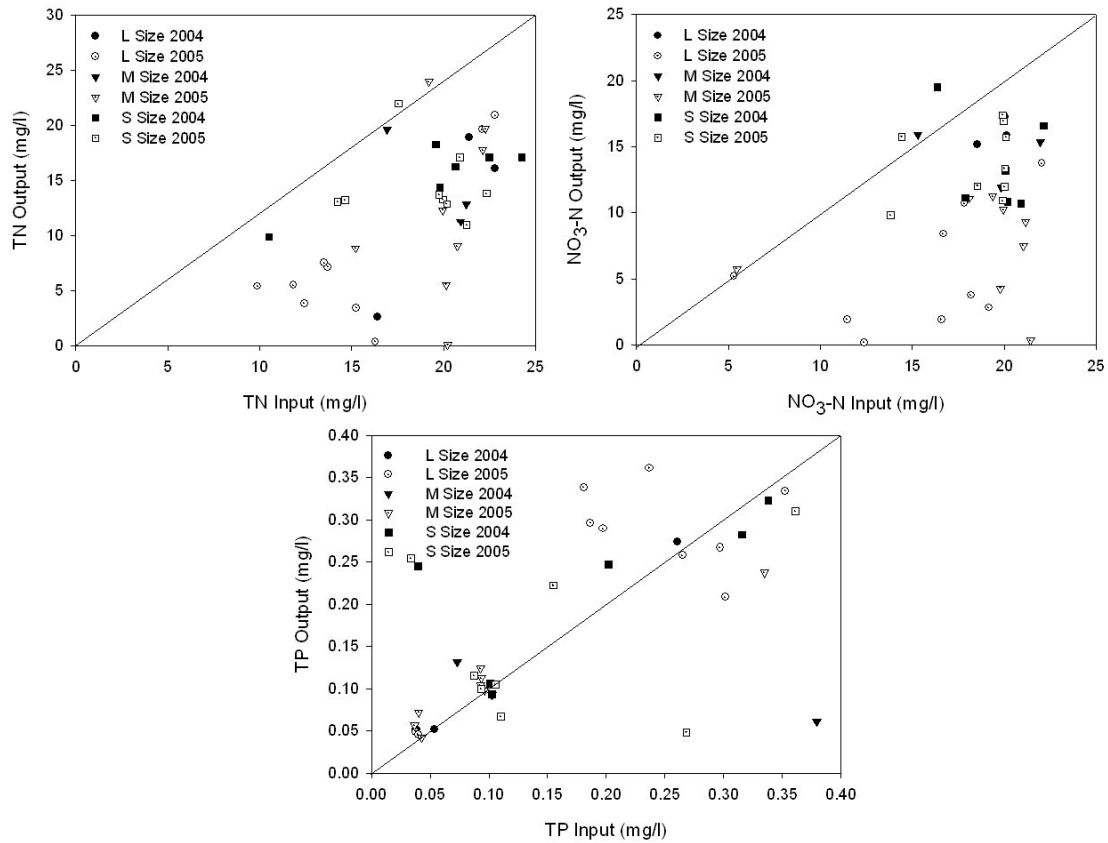 30
25
20
15
10
5
0
TN Output (mg/l)
L Size 2004
L Size 2005
M Size 2004
M Size 2005
S Size 2004
S Size 2005
0 5 10 15 20 25
TN Input (mg/l)
25
20
15
10
5
0
NO3-N Output (mg/l)
L Size 2004
L Size 2005
M Size 2004
M Size 2005
S Size 2004
S Size 2005
0 5 10 15 20 25
NO3-N Input (mg/l)
0.40
0.35
0.30
0.25
0.20
0.15
0.10
0.05
0.00
TP Output (mg/l)
L Size 2004
L Size 2005
M Size 2004
M Size 2005
S Size 2004
S Size 2005
0.00 0.05 0.10 0.15 0.20 0.25 0.30 0.35 0.40
TP Input (mg/l)